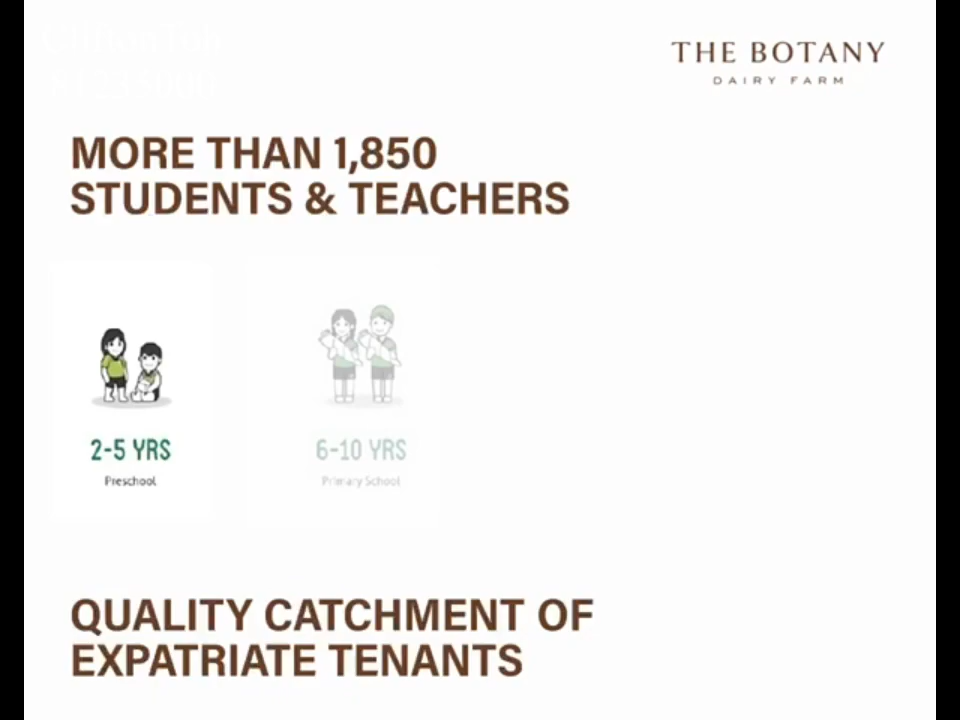 THE BOTANY
DAIRY FARM
MORE THAN 1,850
STUDENTS & TEACHERS
2-5 YRS
6-10 YRS
Preschool
Primary School
QUALITY CATCHMENT OF
EXPATRIATE TENANTS